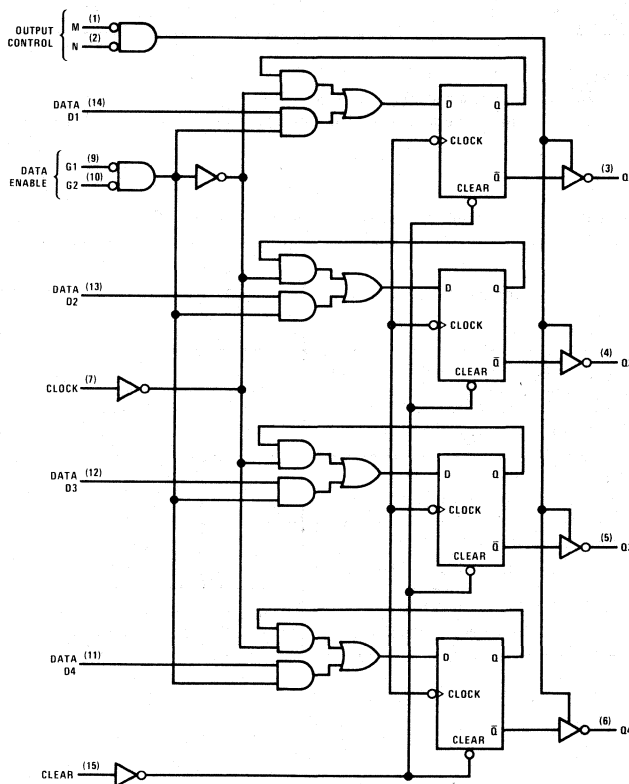 OUTPUT CONTROL
M (1)
N (2)
DATA D1 (14)
D Q
CLOCK
Q̅
CLEAR
(3) Q
DATA ENABLE
G1 (9)
G2 (10)
DATA D2 (13)
D Q
CLOCK
Q̅
CLEAR
(4) Q
CLOCK (7)
DATA D3 (12)
D Q
CLOCK
Q̅
CLEAR
(5) Q
DATA D4 (11)
D Q
CLOCK
Q̅
CLEAR
(6) Q4
CLEAR (15)